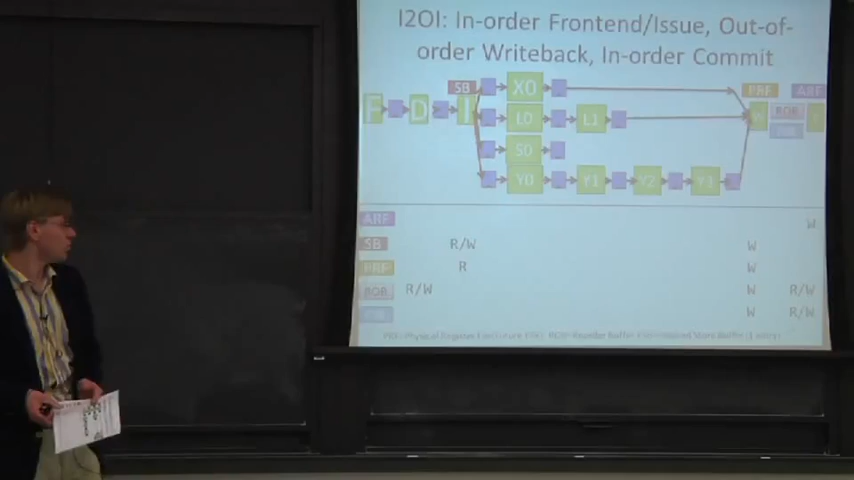 I2OI: In-order Frontend/Issue, Out-of-
order Writeback, In-order Commit
SB X0 PRF ARF
F D I L0 L1 W ROB
S0
Y0 Y1 Y2 Y3
ARF W
SB R/W W
PRF R W
ROB R/W W R/W
W R/W